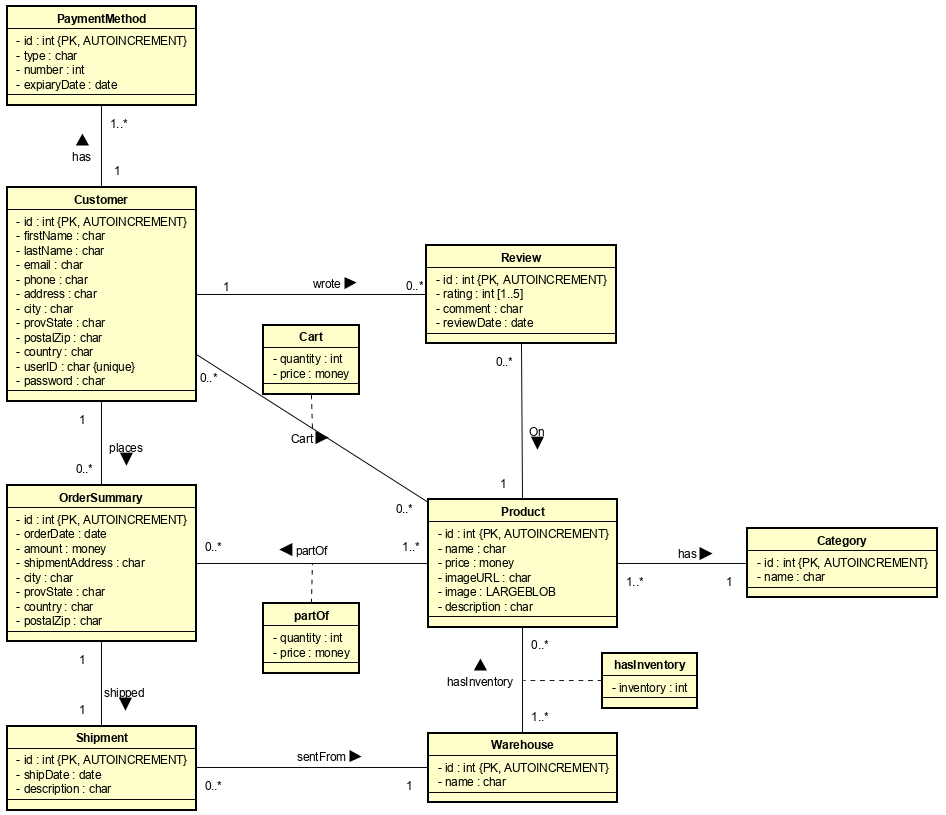 PaymentMethod
- id : int {PK, AUTOINCREMENT}
- type : char
- number : int
- expiaryDate : date
1..*
has
1
Customer
- id : int {PK, AUTOINCREMENT}
- firstName : char
- lastName : char
- email : char
- phone : char
- address : char
- city : char
- provState : char
- postalZip : char
- country : char
- userID : char {unique}
- password : char
1
wrote
0..*
Review
- id : int {PK, AUTOINCREMENT}
- rating : int [1..5]
- comment : char
- reviewDate : date
Cart
- quantity : int
- price : money
0..*
Cart
0..*
0..*
On
1
1
places
0..*
OrderSummary
- id : int {PK, AUTOINCREMENT}
- orderDate : date
- amount : money
- shipmentAddress : char
- city : char
- provState : char
- country : char
- postalZip : char
0..*
partOf
1..*
partOf
- quantity : int
- price : money
Product
- id : int {PK, AUTOINCREMENT}
- name : char
- price : money
- imageURL : char
- image : LARGEBLOB
- description : char
has
1..*
1
Category
- id : int {PK, AUTOINCREMENT}
- name : char
0..*
hasInventory
1..*
hasInventory
- inventory : int
1
shipped
1
Shipment
- id : int {PK, AUTOINCREMENT}
- shipDate : date
- description : char
sentFrom
0..*
1
Warehouse
- id : int {PK, AUTOINCREMENT}
- name : char